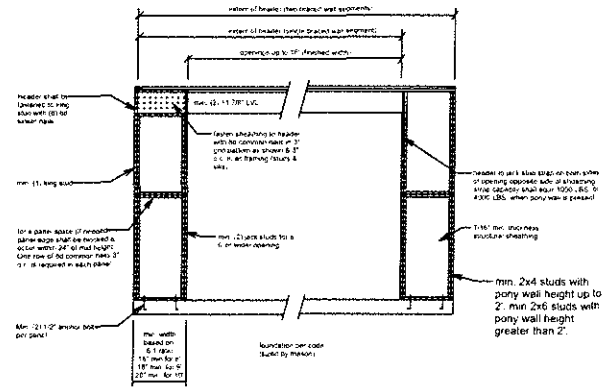 extent of header (two braced wall segments)
extent of header (single braced wall segment)
openings up to 18' (finished width)
header shall be
fastened to king
stud with (6) 16d
sinker nails
min. (2) 11 7/8" LVL
fasten sheathing to header
with 8d common nails in 3"
grid pattern as shown & 3"
o.c. in all framing (studs &
sills)
min. (1) king stud
header to jack stud strap on both sides
of opening opposite side of sheathing
strap capacity shall equal 1000 LBS. or
4000 LBS. when pony wall is present
for a panel splice (if needed)
panel edge shall be blocked &
occur within 24" of mid height
One row of 8d common nails 3"
o.c. required in each panel
min. (2) jack studs for a
6' or wider opening
7/16" min. thickness
structural sheathing
min. 2x4 studs with
pony wall height up to
2'. min 2x6 studs with
pony wall height
greater than 2'.
Min. (2) 1/2" anchor bolts
per panel
min. width
based on
6:1 ratio:
16" min for 8'
18" min. for 9'
20" min. for 10'
foundation per code
(build by mason)